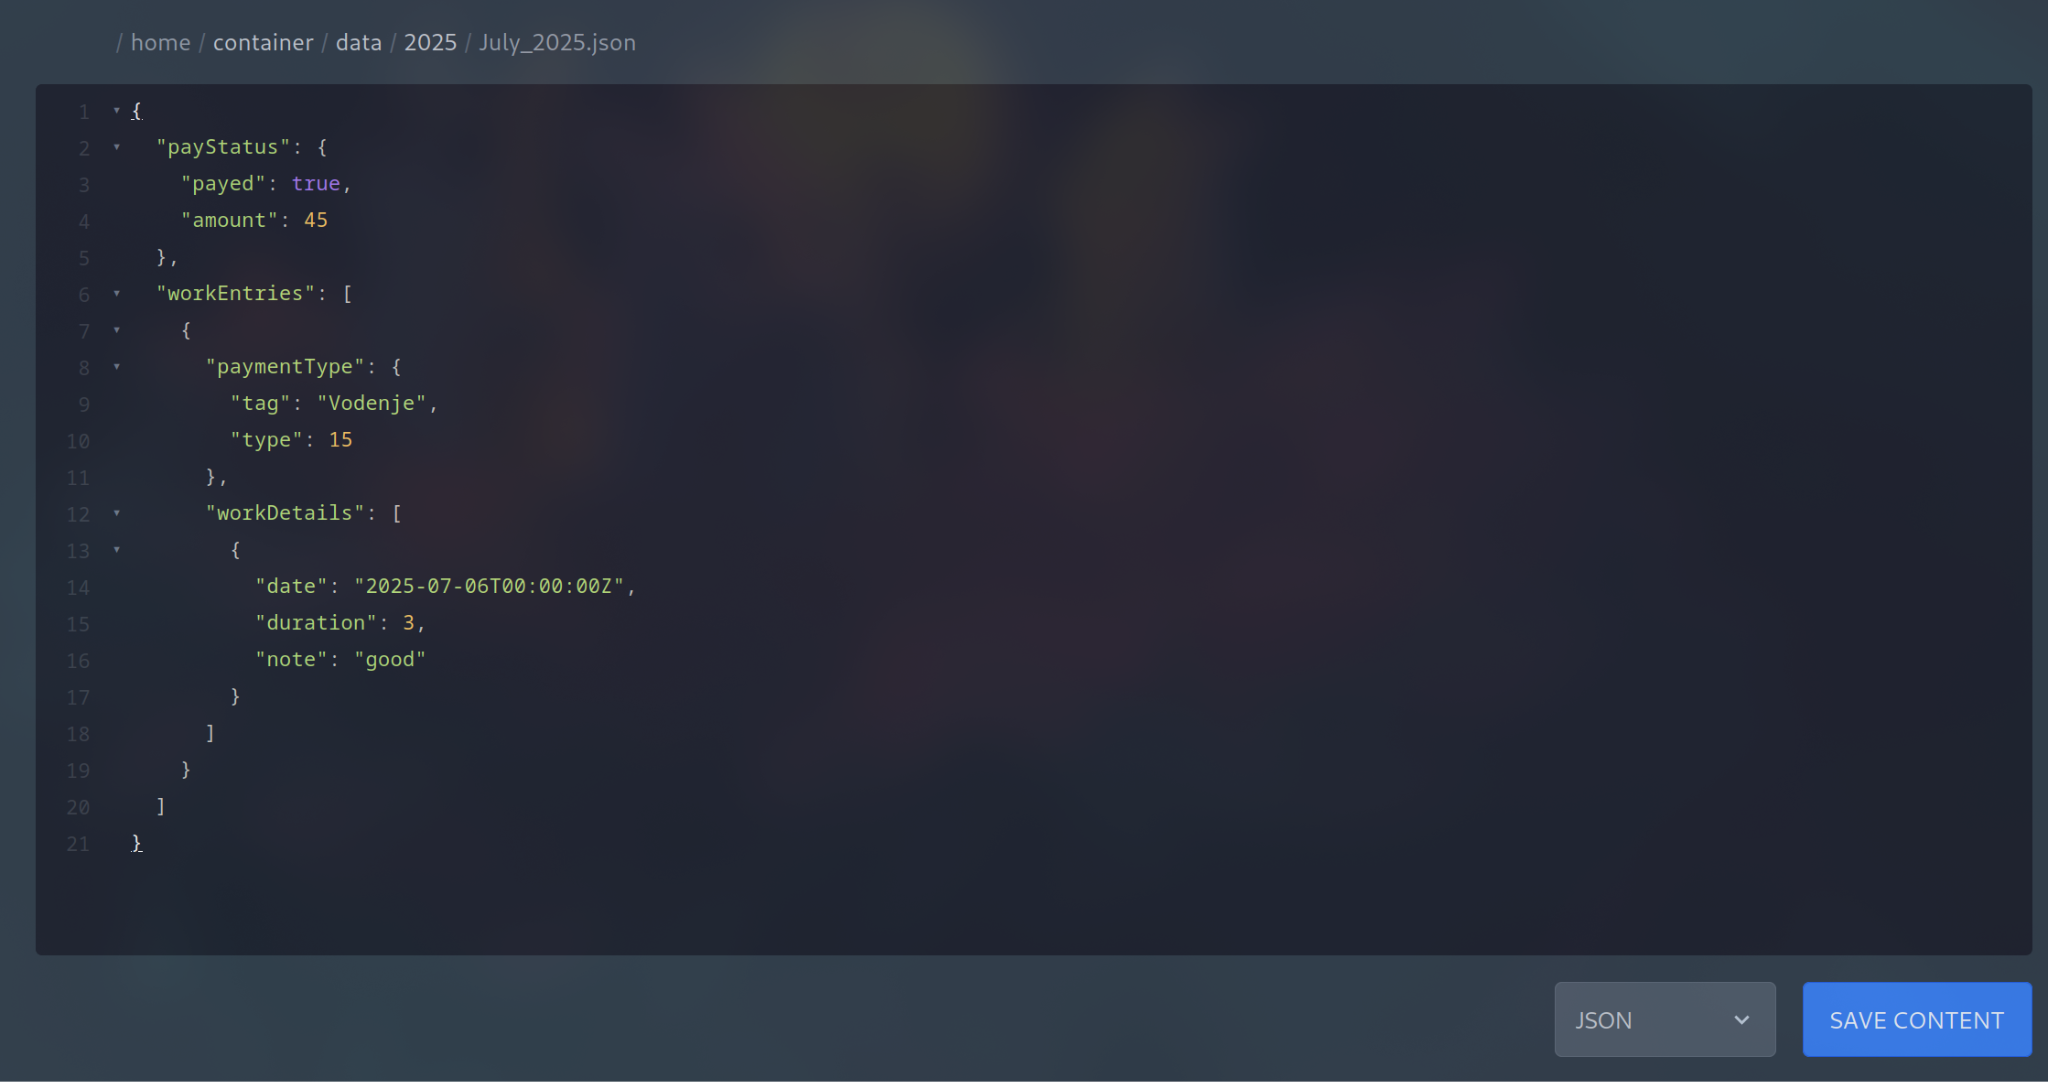 / home / container / data / 2025 / July_2025.json
1 {
2 "payStatus": {
3 "payed": true,
4 "amount": 45
5 },
6 "workEntries": [
7 {
8 "paymentType": {
9 "tag": "Vodenje",
10 "type": 15
11 },
12 "workDetails": [
13 {
14 "date": "2025-07-06T00:00:00Z",
15 "duration": 3,
16 "note": "good"
17 }
18 ]
19 }
20 ]
21 }
JSON
SAVE CONTENT